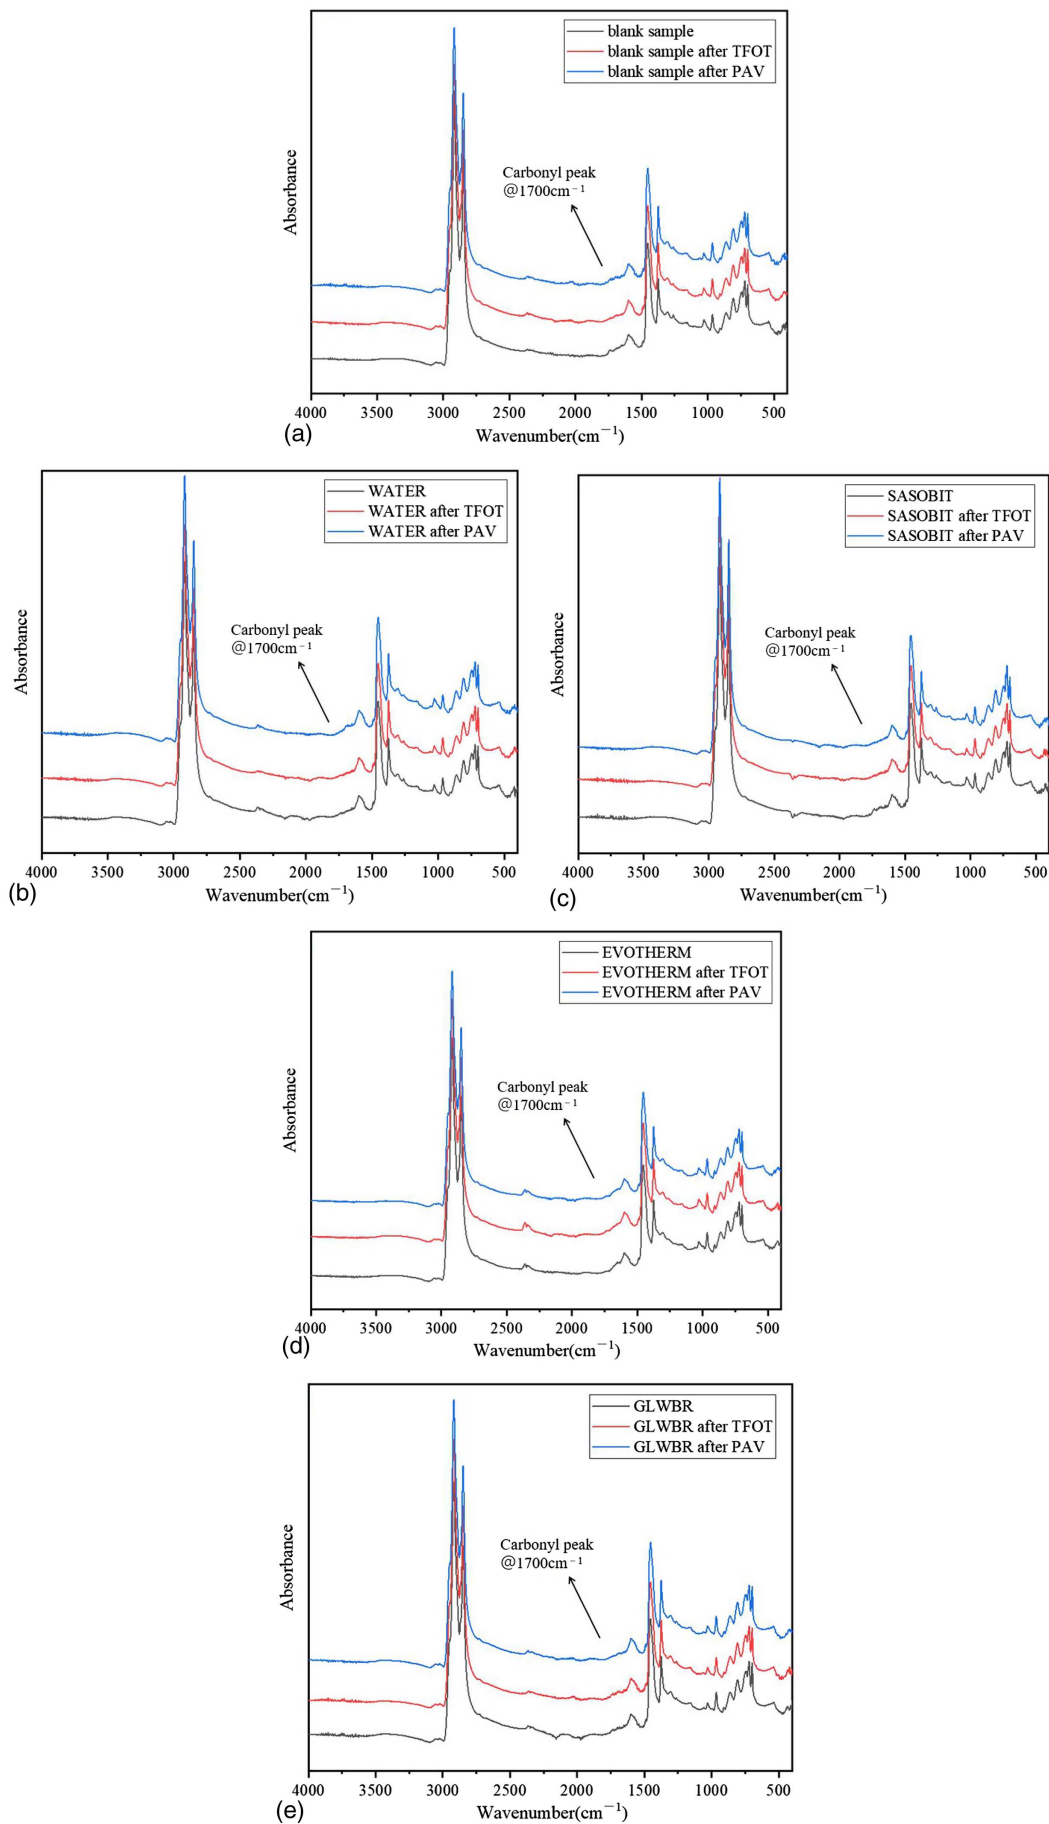 blank sample
blank sample after TFOT
blank sample after PAV
Carbonyl peak
@1700cm⁻¹
Absorbance
4000 3500 3000 2500 2000 1500 1000 500
Wavenumber(cm⁻¹)
(a)
WATER
WATER after TFOT
WATER after PAV
Carbonyl peak
@1700cm⁻¹
Absorbance
4000 3500 3000 2500 2000 1500 1000 500
Wavenumber(cm⁻¹)
(b)
SASOBIT
SASOBIT after TFOT
SASOBIT after PAV
Carbonyl peak
@1700cm⁻¹
Absorbance
4000 3500 3000 2500 2000 1500 1000 500
Wavenumber(cm⁻¹)
(c)
EVOTHERM
EVOTHERM after TFOT
EVOTHERM after PAV
Carbonyl peak
@1700cm⁻¹
Absorbance
4000 3500 3000 2500 2000 1500 1000 500
Wavenumber(cm⁻¹)
(d)
GLWBR
GLWBR after TFOT
GLWBR after PAV
Carbonyl peak
@1700cm⁻¹
Absorbance
4000 3500 3000 2500 2000 1500 1000 500
Wavenumber(cm⁻¹)
(e)